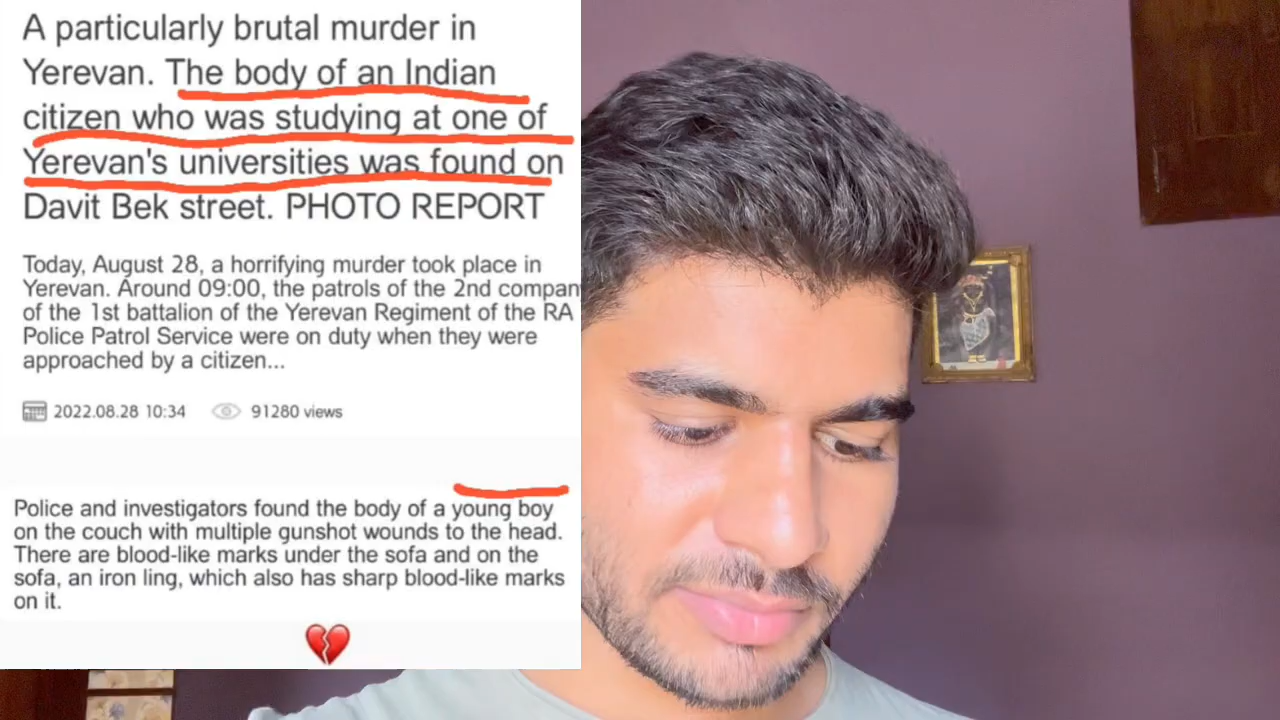 A particularly brutal murder in
Yerevan. The body of an Indian
citizen who was studying at one of
Yerevan's universities was found on
Davit Bek street. PHOTO REPORT
Today, August 28, a horrifying murder took place in
Yerevan. Around 09:00, the patrols of the 2nd compan
of the 1st battalion of the Yerevan Regiment of the RA
Police Patrol Service were on duty when they were
approached by a citizen...
2022.08.28 10:34 91280 views
Police and investigators found the body of a young boy
on the couch with multiple gunshot wounds to the head.
There are blood-like marks under the sofa and on the
sofa, an iron ling, which also has sharp blood-like marks
on it.